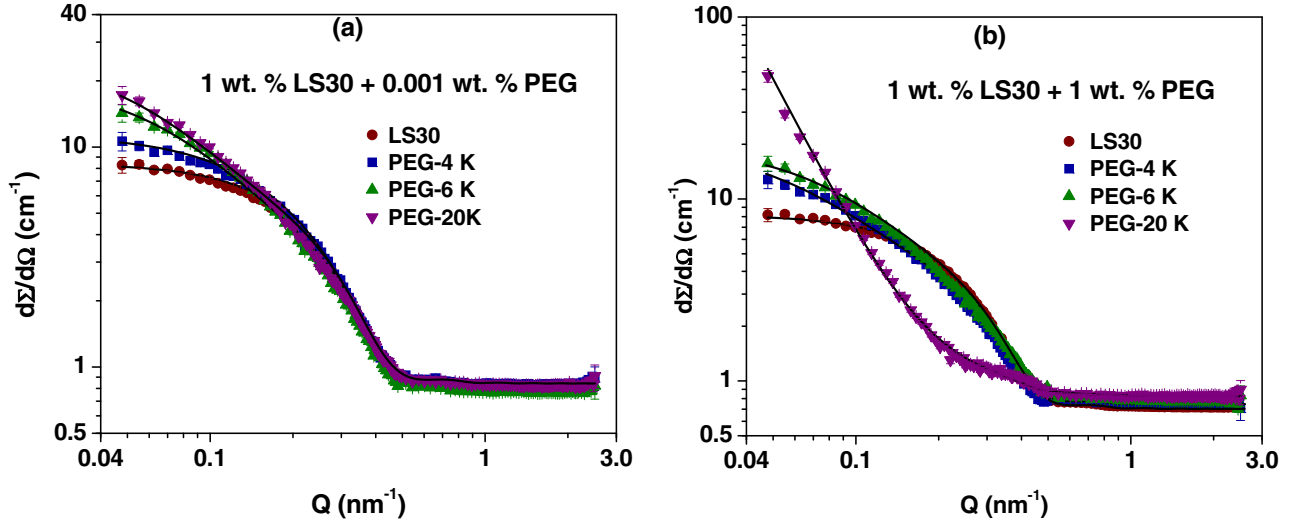 (a)
1 wt. % LS30 + 0.001 wt. % PEG
LS30
PEG-4 K
PEG-6 K
PEG-20K
40
10
1
0.5
0.04
0.1
1
3.0
dΣ/dΩ (cm⁻¹)
Q (nm⁻¹)
(b)
1 wt. % LS30 + 1 wt. % PEG
LS30
PEG-4 K
PEG-6 K
PEG-20 K
100
10
1
0.5
0.04
0.1
1
3.0
dΣ/dΩ (cm⁻¹)
Q (nm⁻¹)